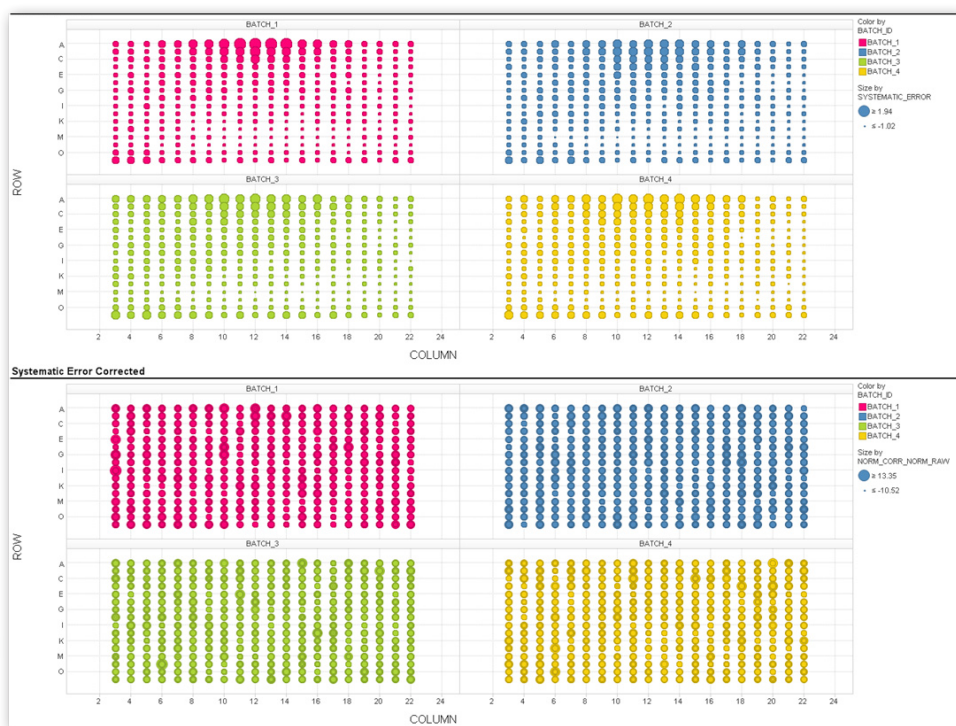 BATCH_1 BATCH_2
Color by
BATCH_ID
BATCH_1
BATCH_2
BATCH_3
BATCH_4
Size by
SYSTEMATIC_ERROR
≥ 1.94
≤ -1.02
A
C
E
G
I
K
M
O
ROW
BATCH_3 BATCH_4
A
C
E
G
I
K
M
O
2 4 6 8 10 12 14 16 18 20 22 24 2 4 6 8 10 12 14 16 18 20 22 24
COLUMN
Systematic Error Corrected
BATCH_1 BATCH_2
Color by
BATCH_ID
BATCH_1
BATCH_2
BATCH_3
BATCH_4
Size by
NORM_CORR_NORM_RAW
≥ 13.35
≤ -10.52
A
C
E
G
I
K
M
O
ROW
BATCH_3 BATCH_4
A
C
E
G
I
K
M
O
2 4 6 8 10 12 14 16 18 20 22 24 2 4 6 8 10 12 14 16 18 20 22 24
COLUMN